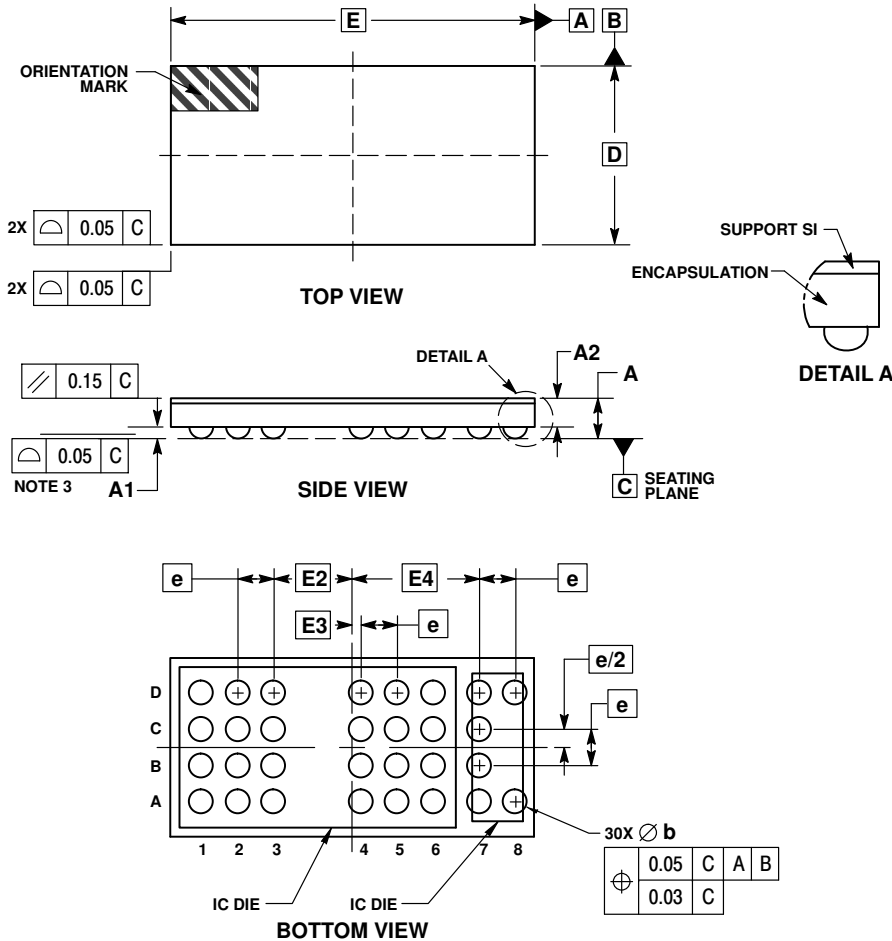 E
A
B
ORIENTATION
MARK
D
2X ⌓ 0.05 C
2X ⌓ 0.05 C
TOP VIEW
SUPPORT SI
ENCAPSULATION
DETAIL A
// 0.15 C
DETAIL A
A2
A
⌓ 0.05 C
NOTE 3
A1
SIDE VIEW
C SEATING
PLANE
e
E2
E4
e
E3
e
e/2
e
D
C
B
A
1 2 3 4 5 6 7 8
30X ∅ b
⌖ 0.05 C A B
0.03 C
IC DIE
IC DIE
BOTTOM VIEW